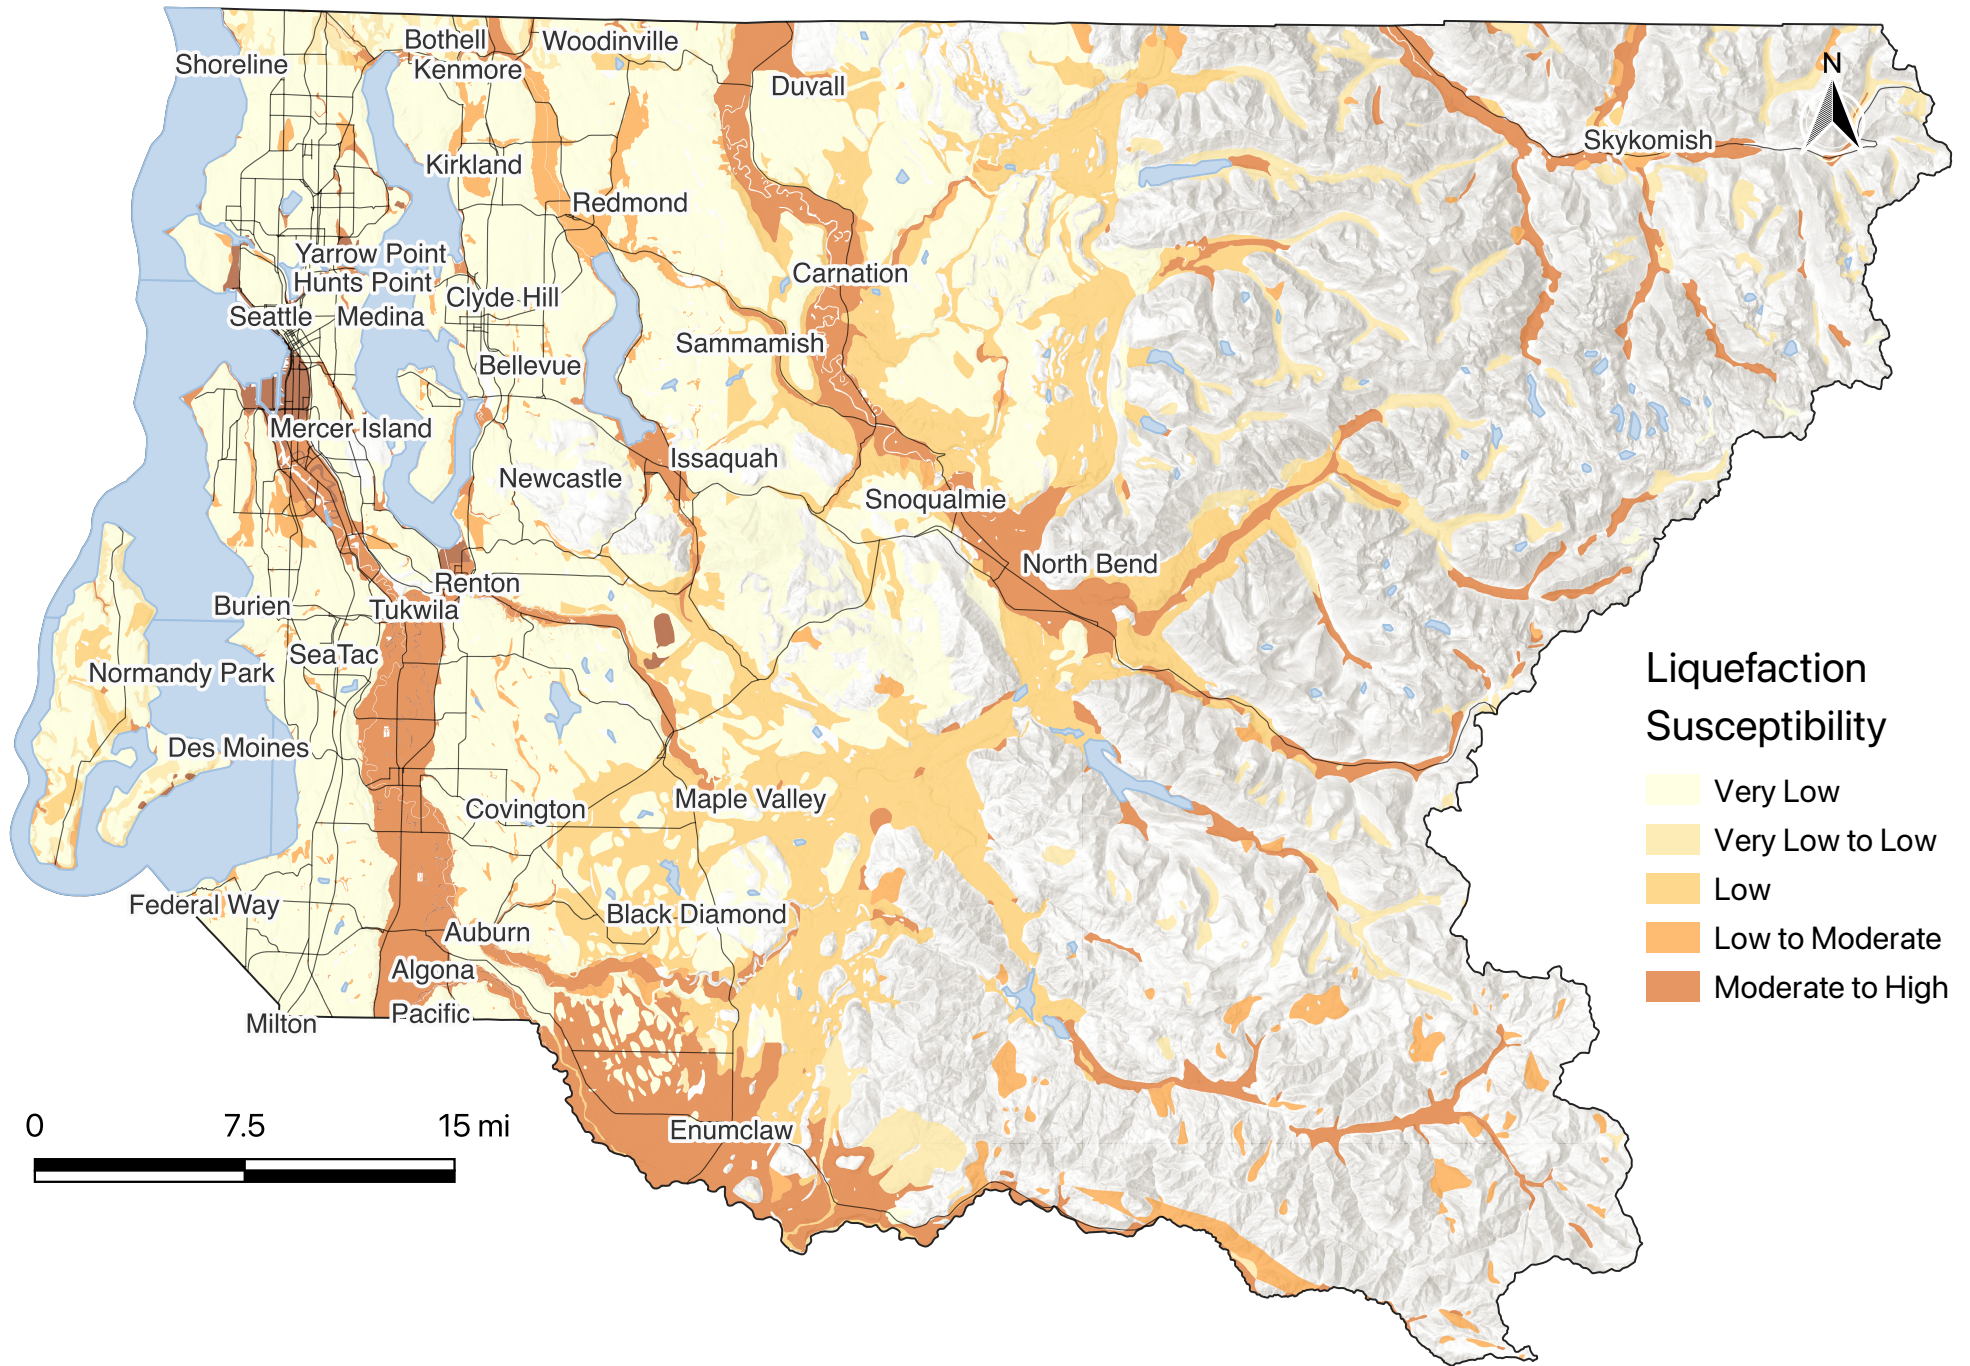 Bothell
Woodinville
Shoreline
Kenmore
Duvall
N
Skykomish
Kirkland
Redmond
Yarrow Point
Hunts Point
Carnation
Clyde Hill
Seattle
Medina
Sammamish
Bellevue
Mercer Island
Issaquah
Newcastle
Snoqualmie
North Bend
Renton
Burien
Tukwila
SeaTac
Normandy Park
Des Moines
Maple Valley
Covington
Federal Way
Black Diamond
Auburn
Algona
Pacific
Milton
Enumclaw
Liquefaction
Susceptibility
Very Low
Very Low to Low
Low
Low to Moderate
Moderate to High
0 7.5 15 mi